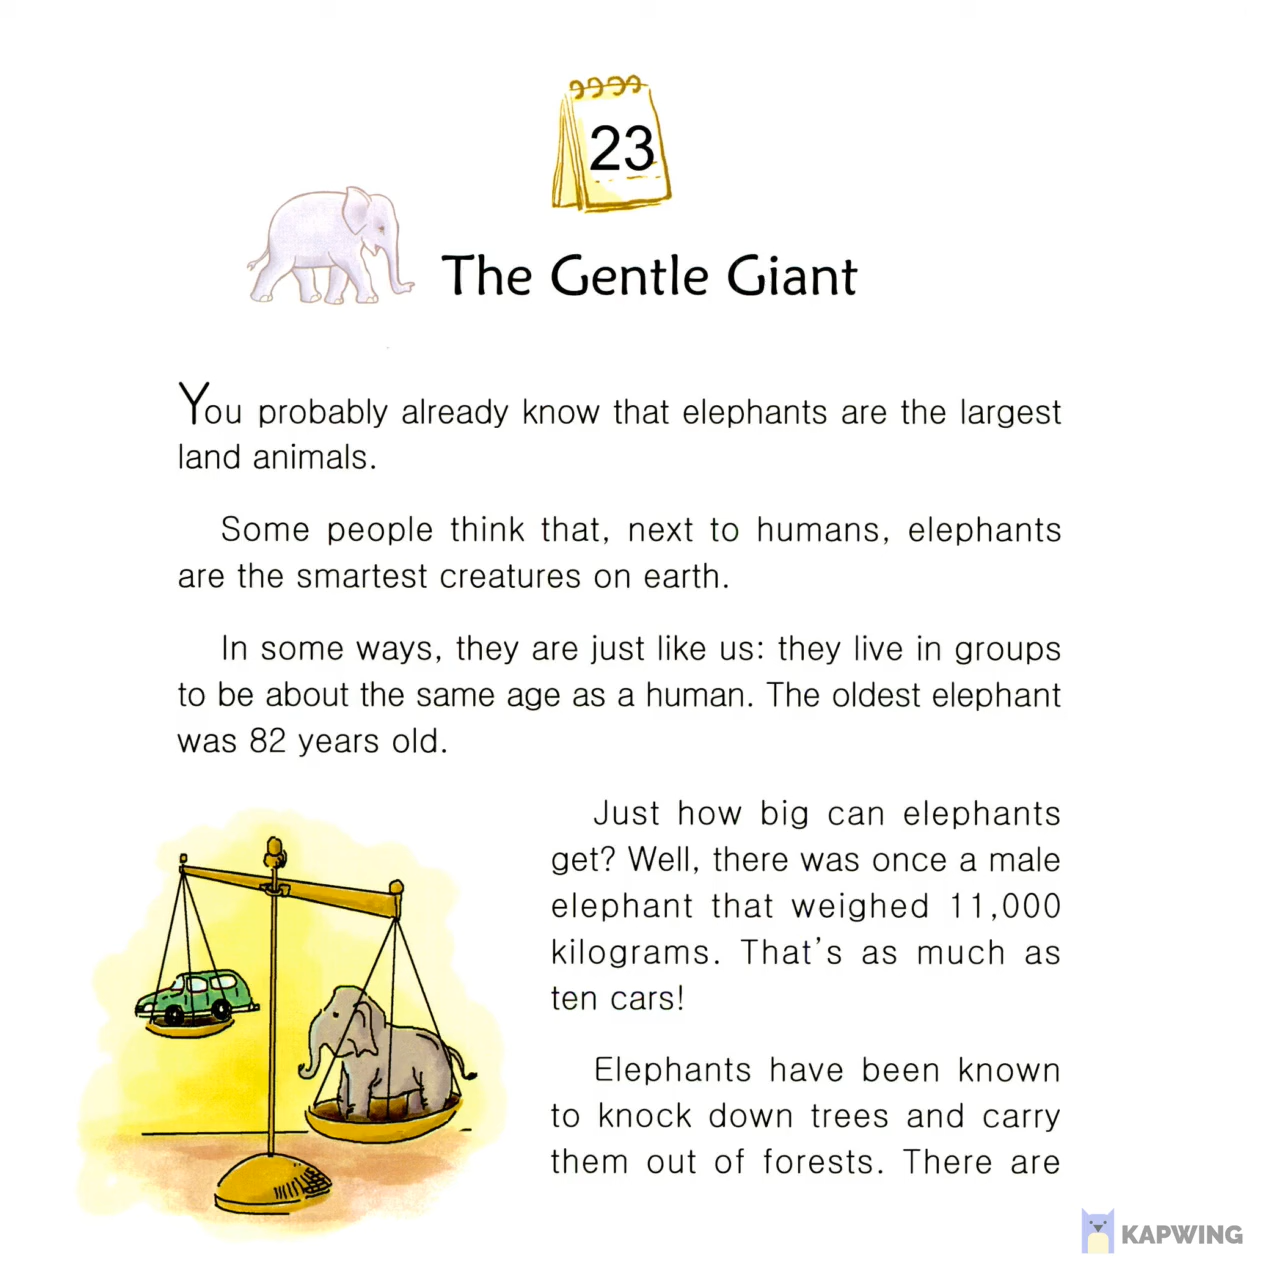 23
The Gentle Giant
You probably already know that elephants are the largest
land animals.
Some people think that, next to humans, elephants
are the smartest creatures on earth.
In some ways, they are just like us: they live in groups
to be about the same age as a human. The oldest elephant
was 82 years old.
Just how big can elephants
get? Well, there was once a male
elephant that weighed 11,000
kilograms. That's as much as
ten cars!
Elephants have been known
to knock down trees and carry
them out of forests. There are
KAPWING